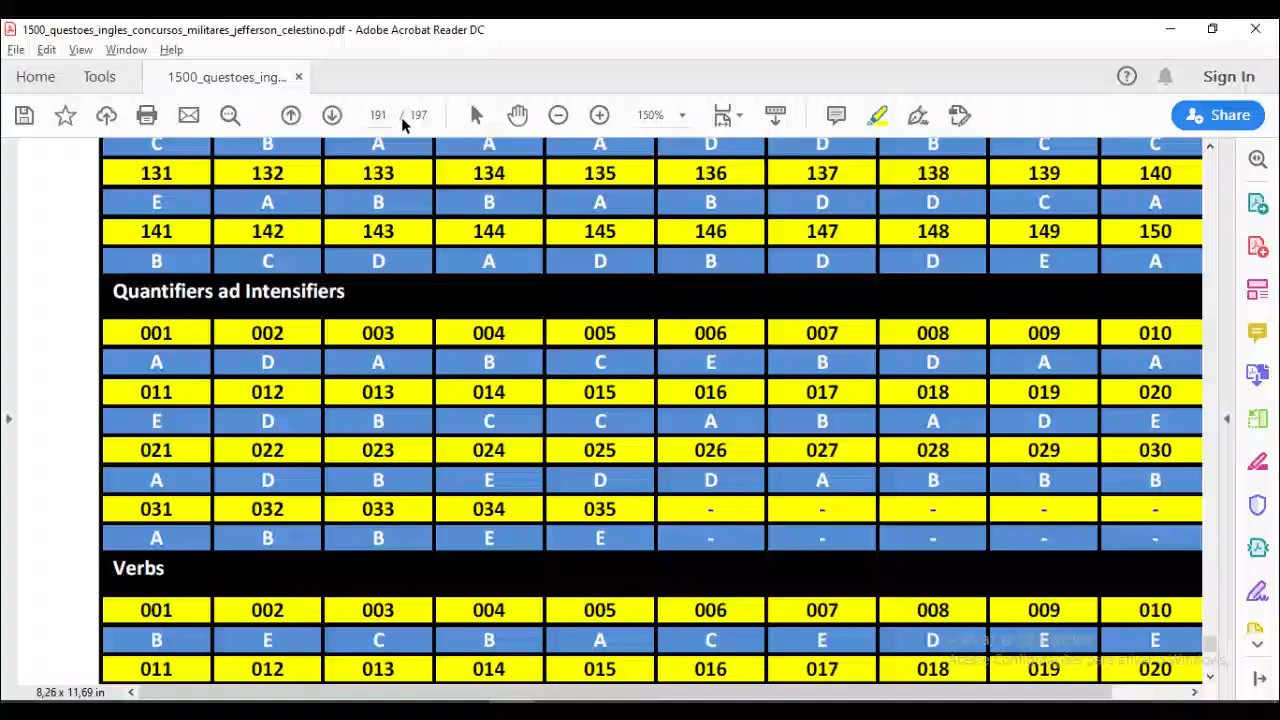 1500_questoes_ingles_concursos_militares_jefferson_celestino.pdf - Adobe Acrobat Reader DC
File Edit View Window Help
Home Tools 1500_questoes_ing... × Sign In
191 / 197 150% Share
C B A A A D D B C C
131 132 133 134 135 136 137 138 139 140
E A B B A B D D C A
141 142 143 144 145 146 147 148 149 150
B C D A D B D D E A
Quantifiers ad Intensifiers
001 002 003 004 005 006 007 008 009 010
A D A B C E B D A A
011 012 013 014 015 016 017 018 019 020
E D B C C A B A D E
021 022 023 024 025 026 027 028 029 030
A D B E D D A B B B
031 032 033 034 035 - - - - -
A B B E E - - - - -
Verbs
001 002 003 004 005 006 007 008 009 010
B E C B A C E D E E
011 012 013 014 015 016 017 018 019 020
8,26 x 11,69 in